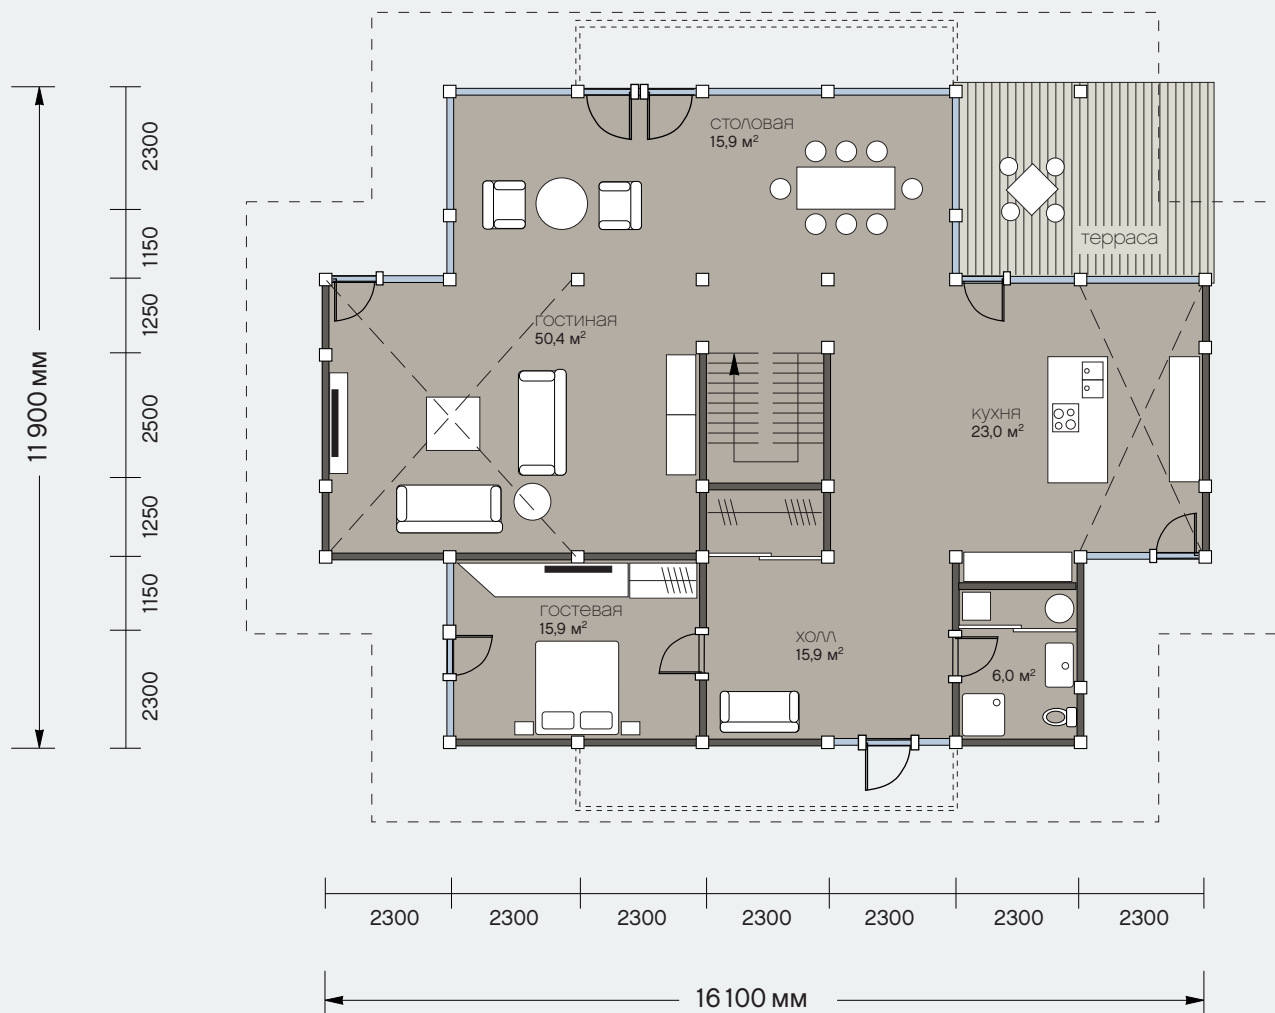 столовая
15,9 м²
терраса
гостиная
50,4 м²
кухня
23,0 м²
гостевая
15,9 м²
холл
15,9 м²
6,0 м²
2300
1150
1250
2500
1250
1150
2300
11 900 мм
2300 2300 2300 2300 2300 2300 2300
16 100 мм